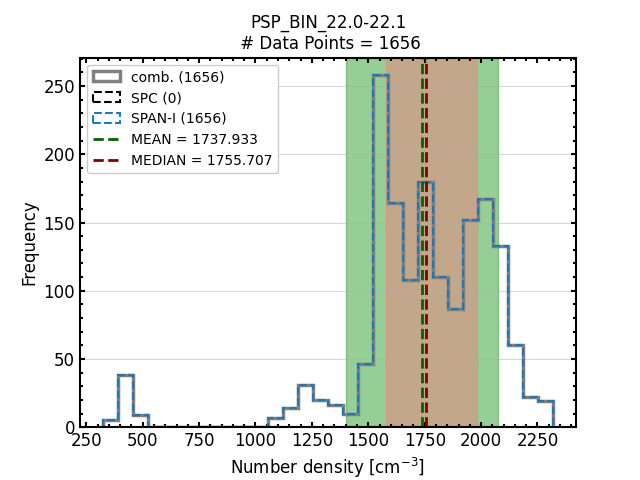 PSP_BIN_22.0-22.1
# Data Points = 1656
comb. (1656)
SPC (0)
SPAN-I (1656)
MEAN = 1737.933
MEDIAN = 1755.707
Frequency
250
200
150
100
50
0
250 500 750 1000 1250 1500 1750 2000 2250
Number density [cm⁻³]